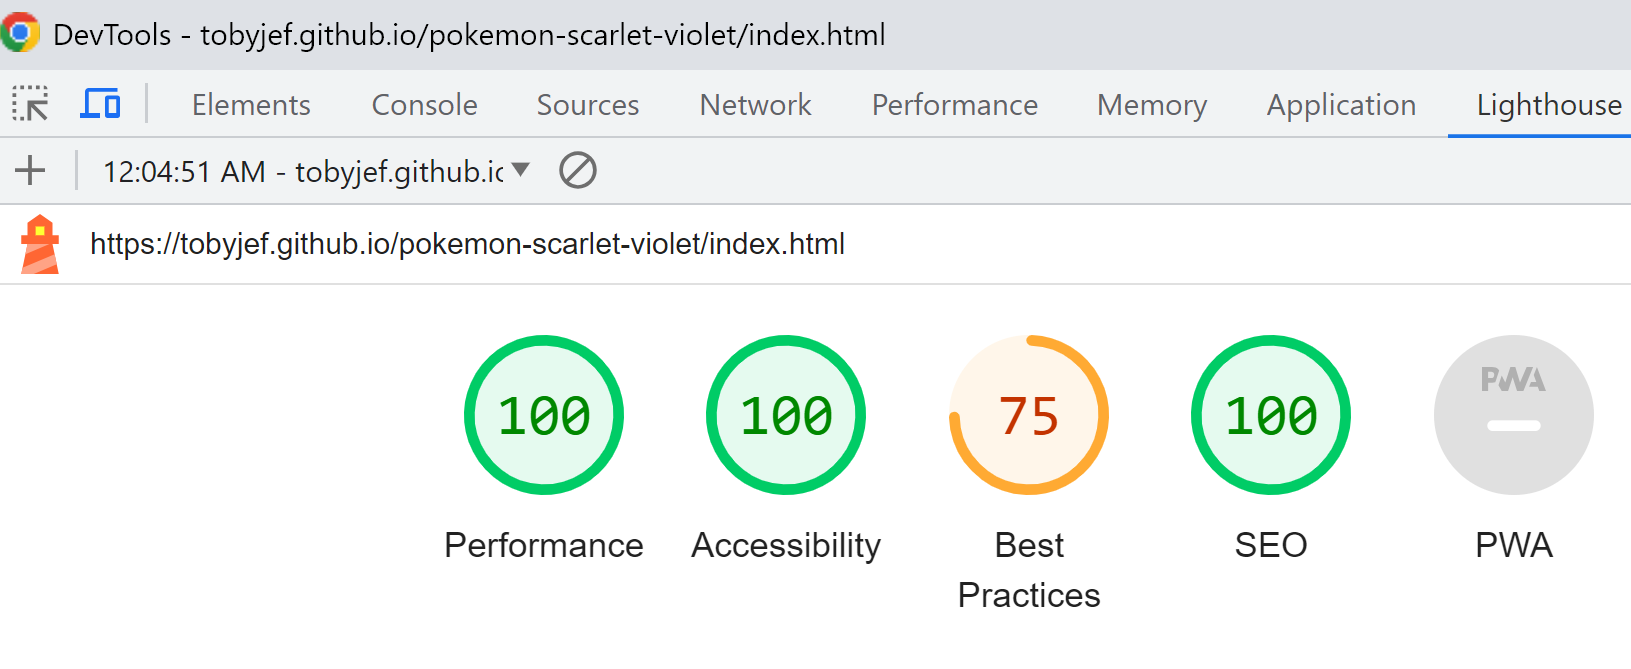 DevTools - tobyjef.github.io/pokemon-scarlet-violet/index.html
Elements Console Sources Network Performance Memory Application Lighthouse
12:04:51 AM - tobyjef.github.ic
https://tobyjef.github.io/pokemon-scarlet-violet/index.html
100 100 75 100 PWA
Performance Accessibility Best Practices SEO PWA